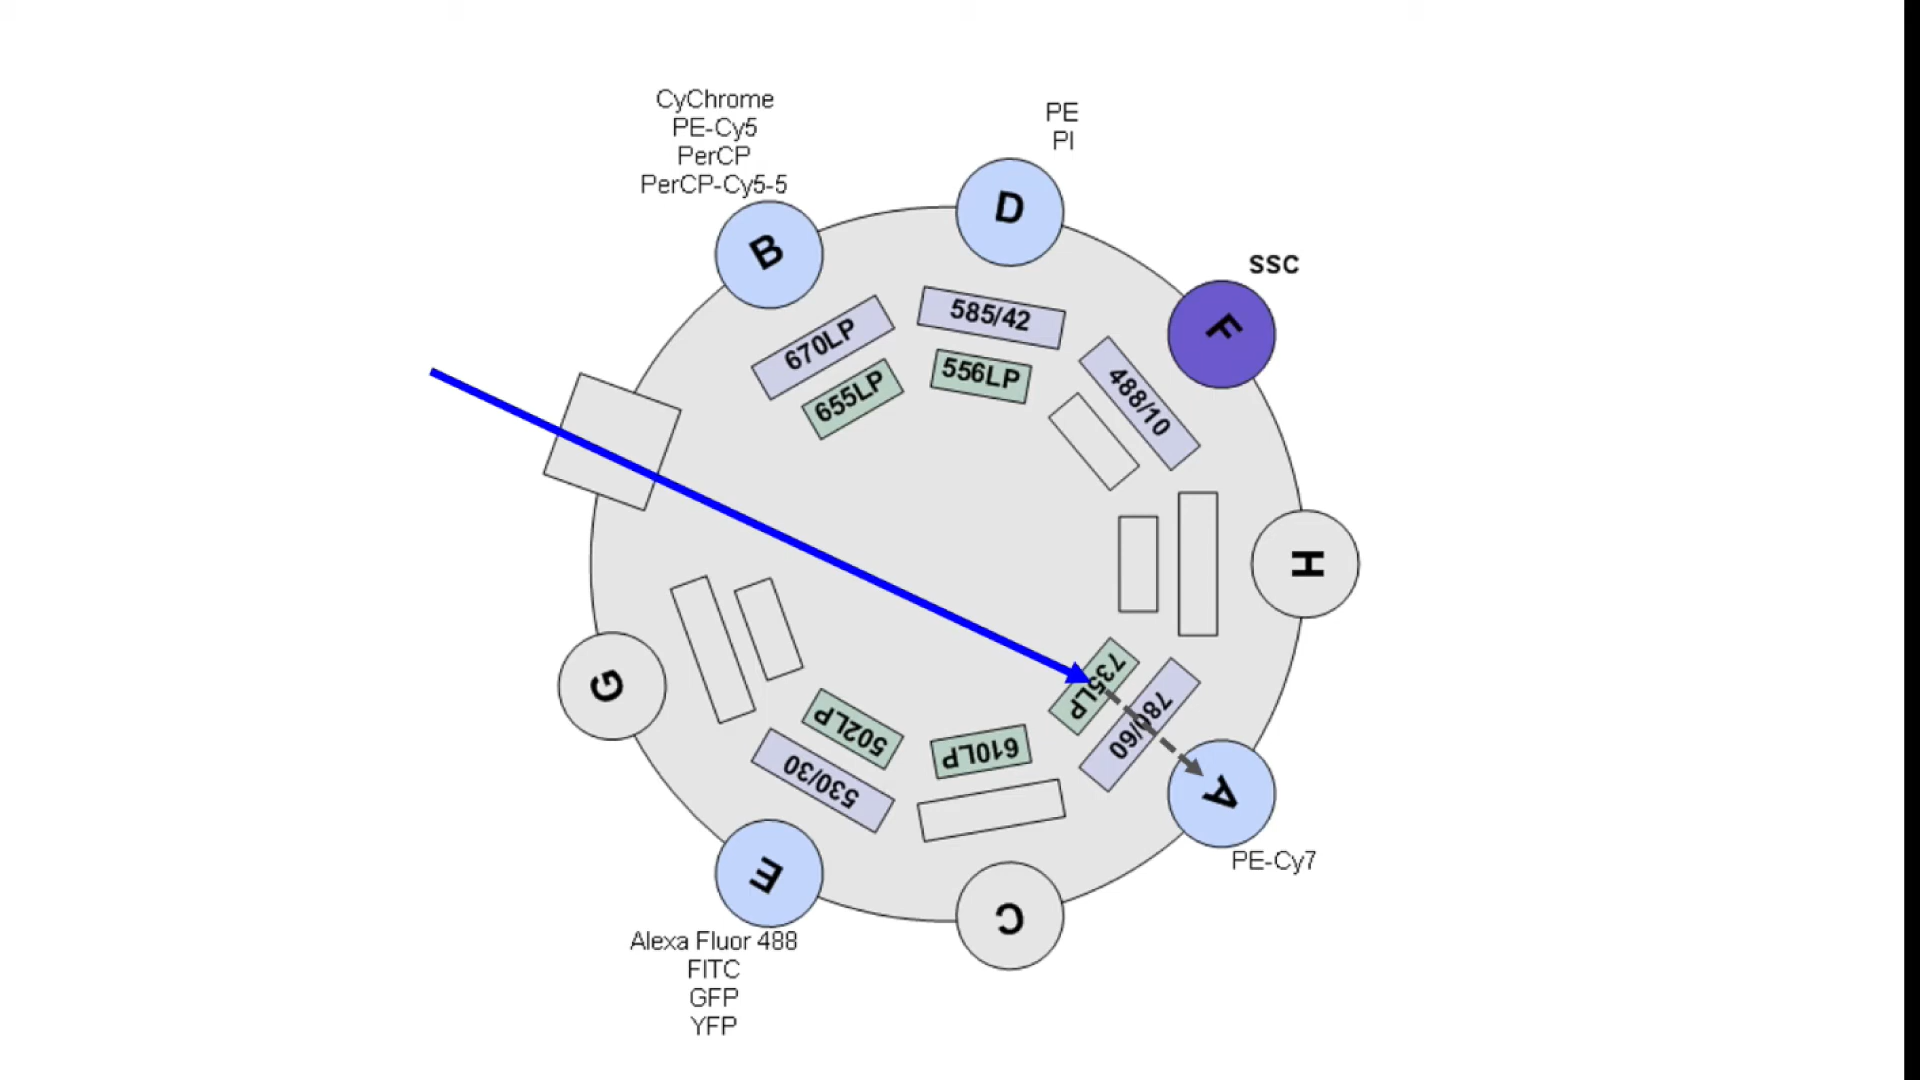 CyChrome
PE-Cy5
PerCP
PerCP-Cy5-5
PE
PI
B
D
SSC
F
670LP
585/42
655LP
556LP
488/10
H
G
735LP
780/60
502LP
610LP
530/30
A
PE-Cy7
E
C
Alexa Fluor 488
FITC
GFP
YFP